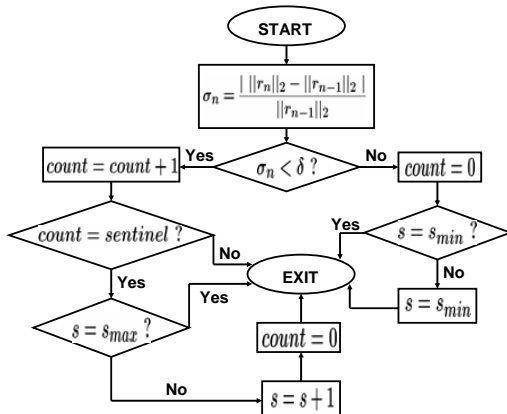 START
σ_n = | ||r_n||_2 − ||r_{n−1}||_2 | / ||r_{n−1}||_2
Yes
σ_n < δ ?
No
count = count + 1
count = 0
count = sentinel ?
No
Yes
s = s_min ?
Yes
EXIT
No
s = s_max ?
Yes
s = s_min
count = 0
No
s = s + 1